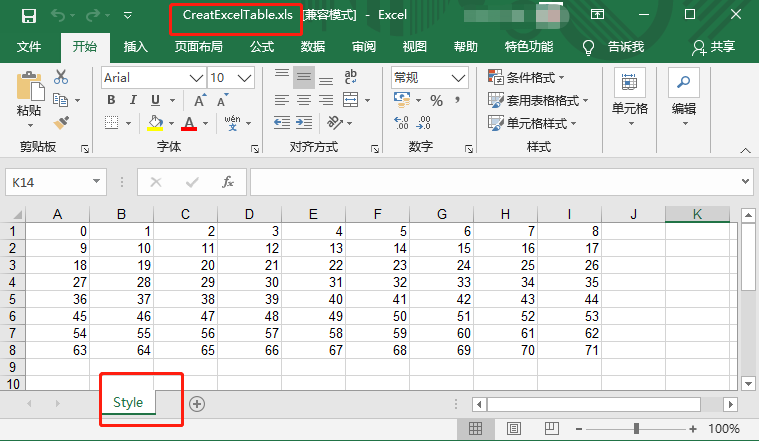 CreatExcelTable.xls [兼容模式] - Excel
文件 开始 插入 页面布局 公式 数据 审阅 视图 帮助 特色功能 告诉我 共享
粘贴 Arial 10 ab c 常规 条件格式 单元格 编辑
B I U A A % , 套用表格格式
A wén 文 .00 .00 单元格样式
剪贴板 字体 对齐方式 数字 样式
K14 fx
A B C D E F G H I J K
1 0 1 2 3 4 5 6 7 8
2 9 10 11 12 13 14 15 16 17
3 18 19 20 21 22 23 24 25 26
4 27 28 29 30 31 32 33 34 35
5 36 37 38 39 40 41 42 43 44
6 45 46 47 48 49 50 51 52 53
7 54 55 56 57 58 59 60 61 62
8 63 64 65 66 67 68 69 70 71
9
10
Style
100%